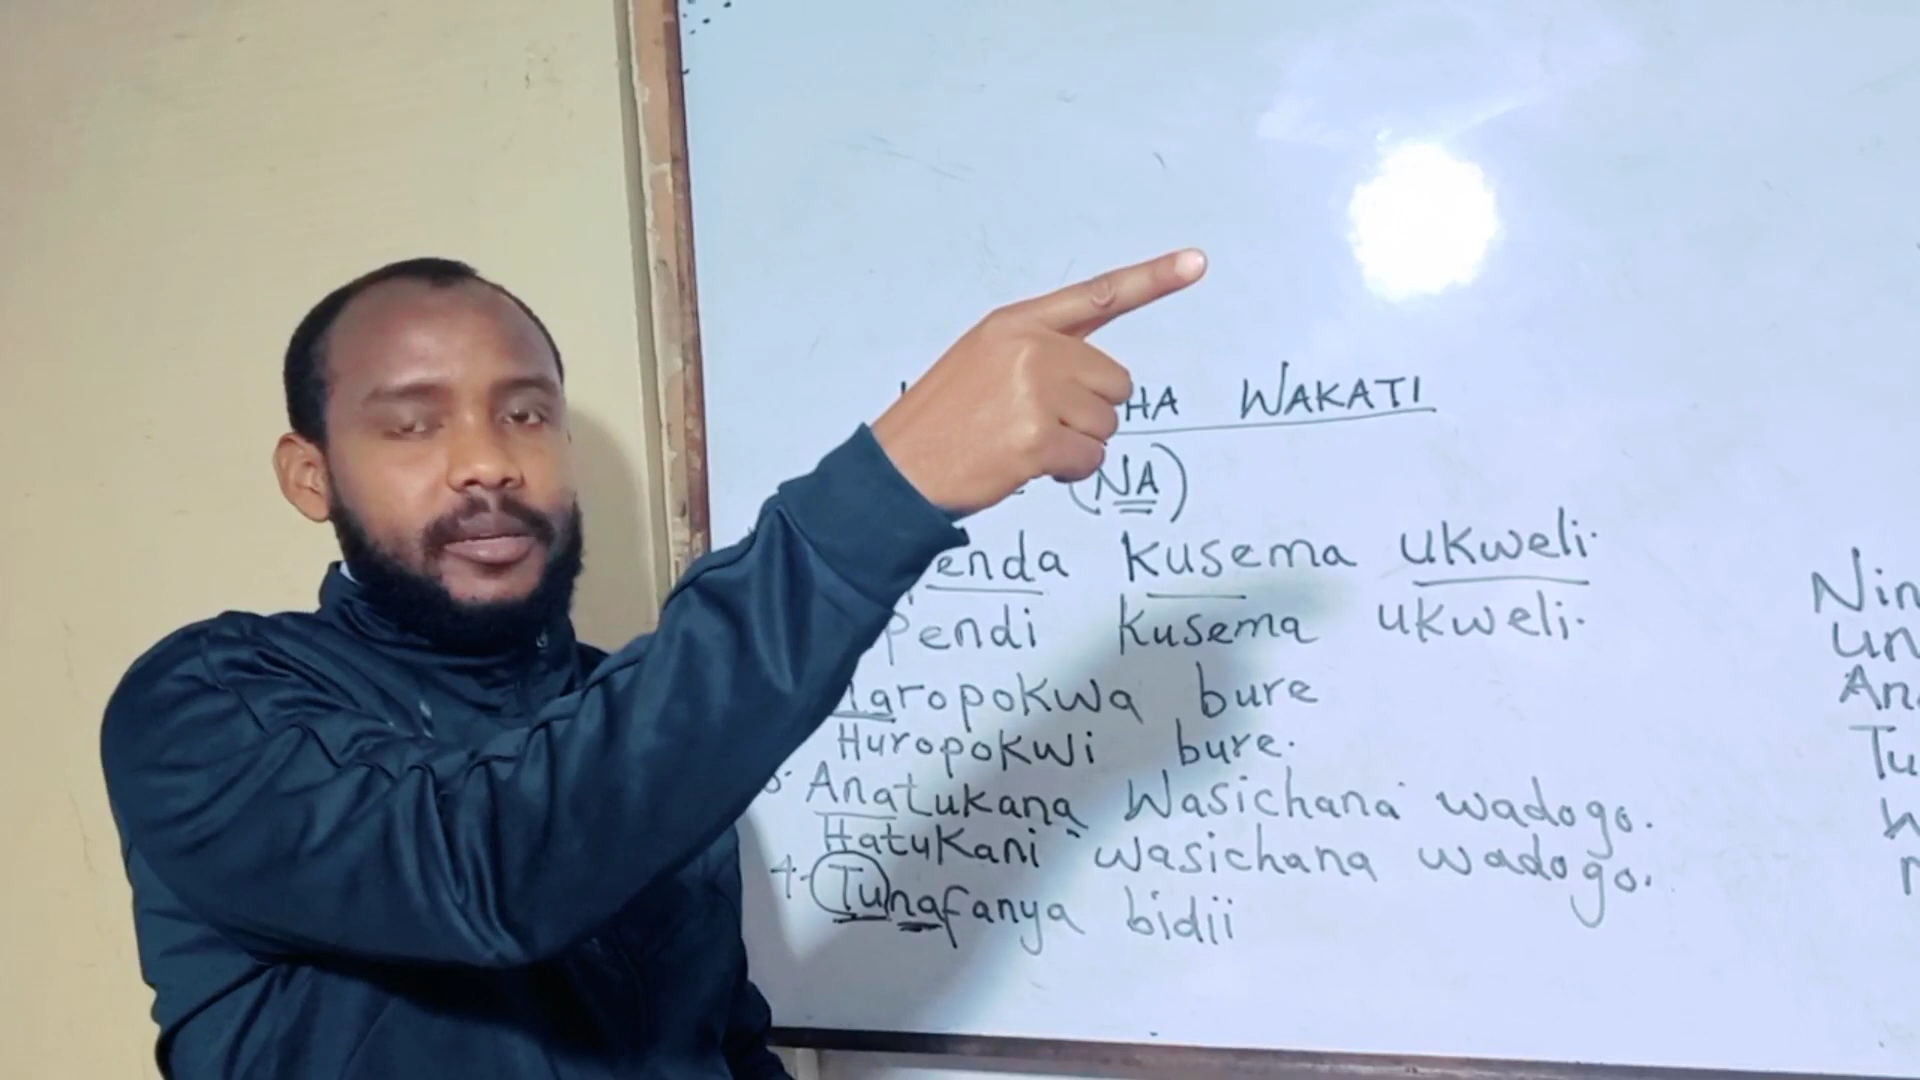 HA WAKATI
(NA)
enda kusema ukweli.
pendi kusema ukweli.
aropokwa bure
Huropokwi bure.
3. Anatukana wasichana wadogo.
Hatukani wasichana wadogo.
4. Tunafanya bidii
Nin
un
An
Tu
W